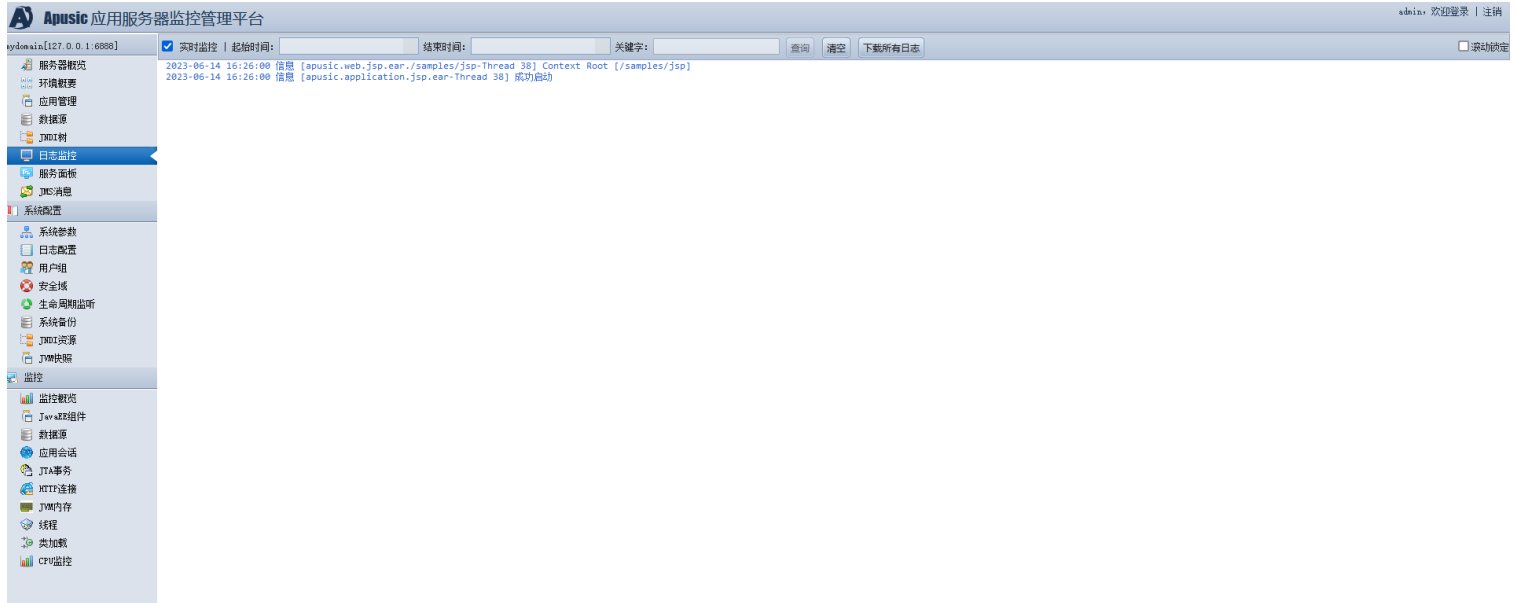 Apusic 应用服务器监控管理平台
admin, 欢迎登录 | 注销
mydomain[127.0.0.1:6888]
实时监控 | 起始时间: 结束时间: 关键字: 查询 清空 下载所有日志 滚动锁定
2023-06-14 16:26:00 信息 [apusic.web.jsp.ear./samples/jsp-Thread 38] Context Root [/samples/jsp]
2023-06-14 16:26:00 信息 [apusic.application.jsp.ear-Thread 38] 成功启动
服务器概览
环境概要
应用管理
数据源
JNDI树
日志监控
服务面板
JMS消息
系统配置
系统参数
日志配置
用户组
安全域
生命周期监听
系统备份
JNDI资源
JVM快照
监控
监控概览
JavaEE组件
数据源
应用会话
JTA事务
HTTP连接
JVM内存
线程
类加载
CPU监控